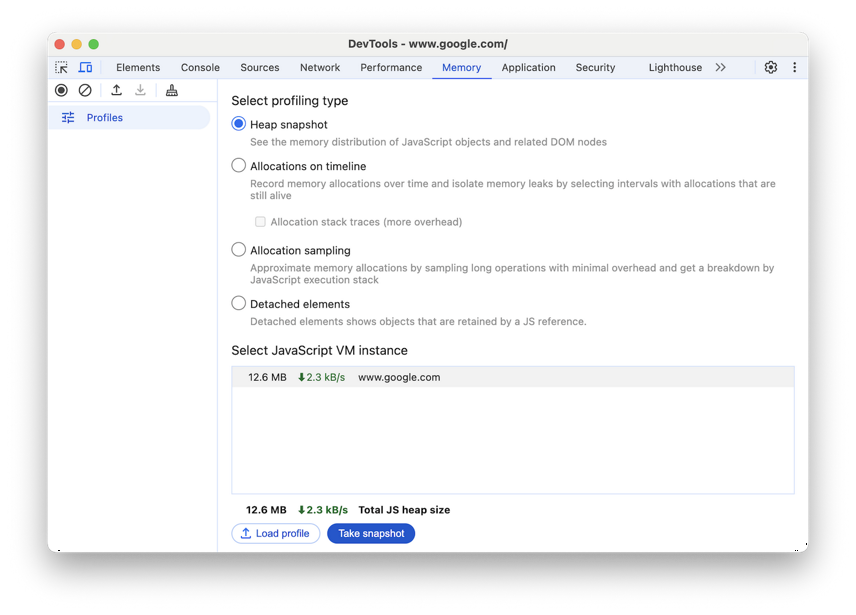 DevTools - www.google.com/
Elements Console Sources Network Performance Memory Application Security Lighthouse
Profiles
Select profiling type
Heap snapshot
See the memory distribution of JavaScript objects and related DOM nodes
Allocations on timeline
Record memory allocations over time and isolate memory leaks by selecting intervals with allocations that are
still alive
Allocation stack traces (more overhead)
Allocation sampling
Approximate memory allocations by sampling long operations with minimal overhead and get a breakdown by
JavaScript execution stack
Detached elements
Detached elements shows objects that are retained by a JS reference.
Select JavaScript VM instance
12.6 MB 2.3 kB/s www.google.com
12.6 MB 2.3 kB/s Total JS heap size
Load profile Take snapshot